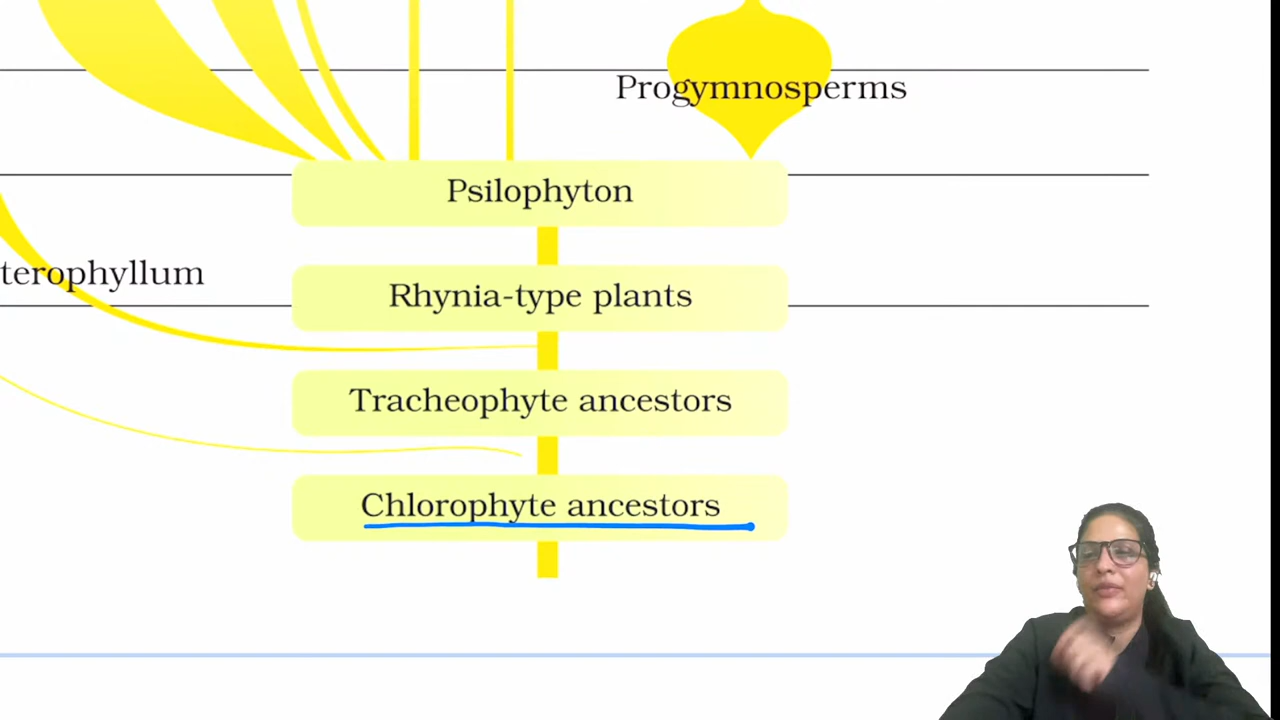 Progymnosperms
Psilophyton
terophyllum
Rhynia-type plants
Tracheophyte ancestors
Chlorophyte ancestors